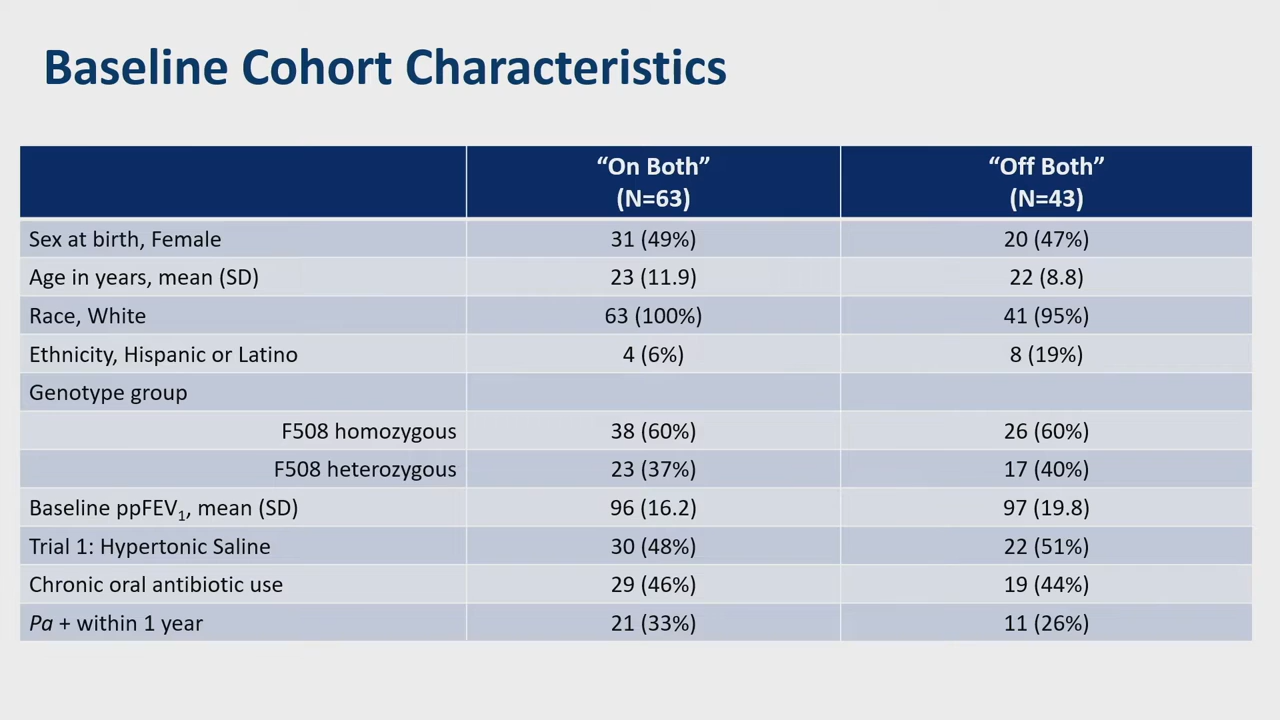 Baseline Cohort Characteristics
“On Both” “Off Both”
(N=63) (N=43)
Sex at birth, Female 31 (49%) 20 (47%)
Age in years, mean (SD) 23 (11.9) 22 (8.8)
Race, White 63 (100%) 41 (95%)
Ethnicity, Hispanic or Latino 4 (6%) 8 (19%)
Genotype group
F508 homozygous 38 (60%) 26 (60%)
F508 heterozygous 23 (37%) 17 (40%)
Baseline ppFEV₁, mean (SD) 96 (16.2) 97 (19.8)
Trial 1: Hypertonic Saline 30 (48%) 22 (51%)
Chronic oral antibiotic use 29 (46%) 19 (44%)
Pa + within 1 year 21 (33%) 11 (26%)